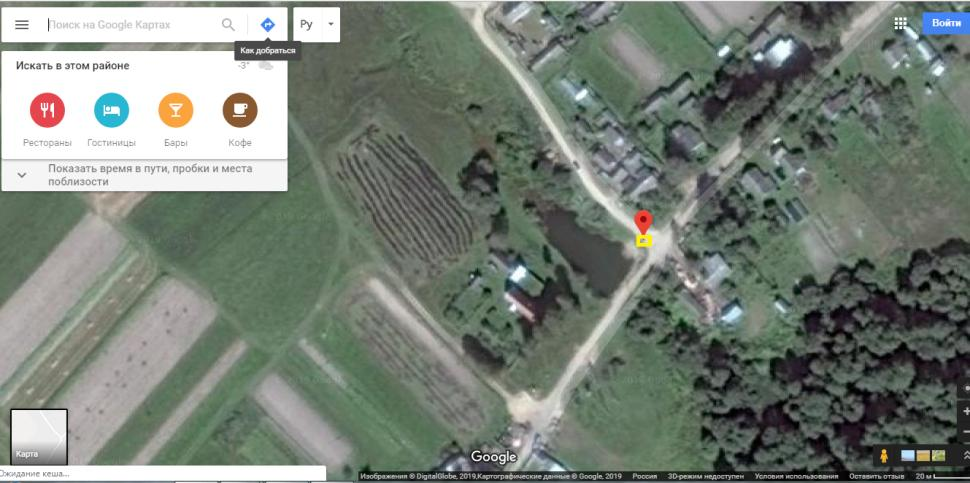 Поиск на Google Картах
Ру
Войти
Как добраться
Искать в этом районе
-3°
Рестораны
Гостиницы
Бары
Кофе
Показать время в пути, пробки и места
поблизости
Карта
Google
Ожидание кеша...
Изображения © DigitalGlobe, 2019,Картографические данные © Google, 2019 Россия 3D-режим недоступен Условия использования Оставить отзыв 20 м